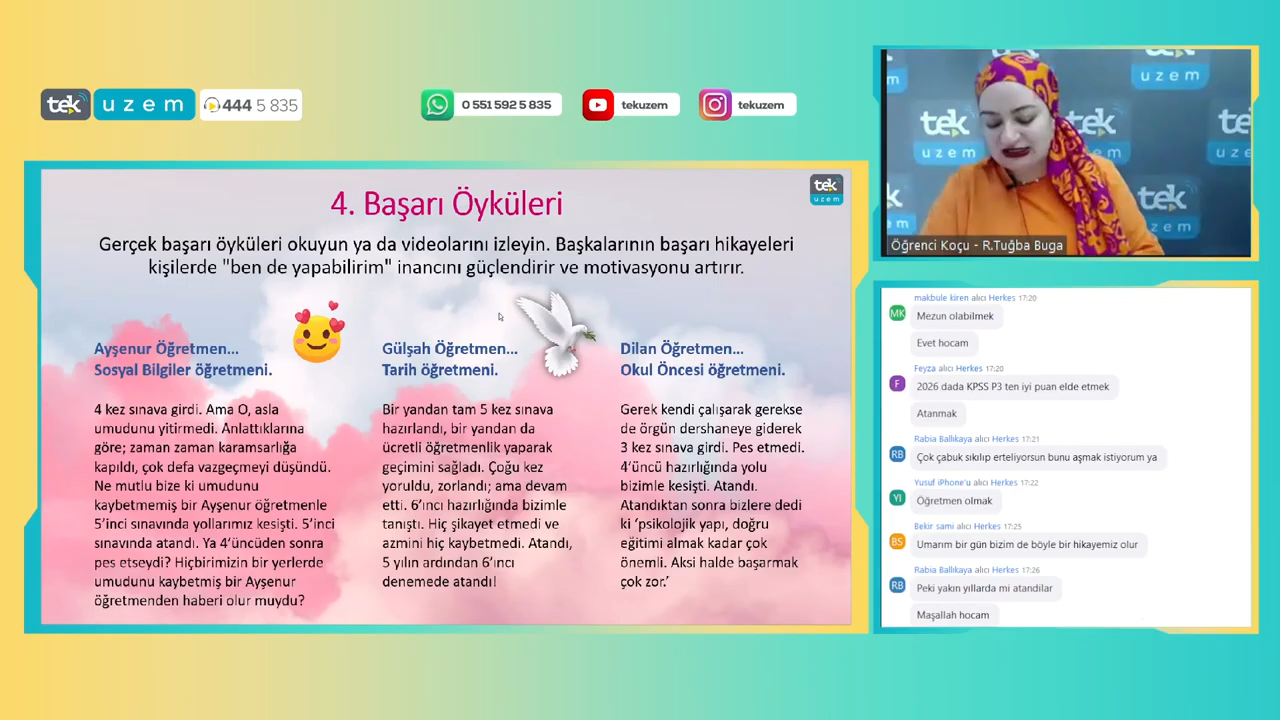 tek uzem 444 5 835
0 551 592 5 835
tekuzem
tekuzem
tek
uzem
4. Başarı Öyküleri
Gerçek başarı öyküleri okuyun ya da videolarını izleyin. Başkalarının başarı hikayeleri
kişilerde "ben de yapabilirim" inancını güçlendirir ve motivasyonu artırır.
Ayşenur Öğretmen...
Sosyal Bilgiler öğretmeni.
4 kez sınava girdi. Ama O, asla
umudunu yitirmedi. Anlattıklarına
göre; zaman zaman karamsarlığa
kapıldı, çok defa vazgeçmeyi düşündü.
Ne mutlu bize ki umudunu
kaybetmemiş bir Ayşenur öğretmenle
5'inci sınavında yollarımız kesişti. 5'inci
sınavında atandı. Ya 4'üncüden sonra
pes etseydi? Hiçbirimizin bir yerlerde
umudunu kaybetmiş bir Ayşenur
öğretmenden haberi olur muydu?
Gülşah Öğretmen...
Tarih öğretmeni.
Bir yandan tam 5 kez sınava
hazırlandı, bir yandan da
ücretli öğretmenlik yaparak
geçimini sağladı. Çoğu kez
yoruldu, zorlandı; ama devam
etti. 6'ıncı hazırlığında bizimle
tanıştı. Hiç şikayet etmedi ve
azmini hiç kaybetmedi. Atandı,
5 yılın ardından 6'ıncı
denemede atandı!
Dilan Öğretmen...
Okul Öncesi öğretmeni.
Gerek kendi çalışarak gerekse
de örgün dershaneye giderek
3 kez sınava girdi. Pes etmedi.
4'üncü hazırlığında yolu
bizimle kesişti. Atandı.
Atandıktan sonra bizlere dedi
ki 'psikolojik yapı, doğru
eğitimi almak kadar çok
önemli. Aksi halde başarmak
çok zor.'
tek
uzem
tek
uzem
tek
uzem
tek
uzem
Öğrenci Koçu - R.Tuğba Buga
makbule kiren alıcı Herkes 17:20
MK
Mezun olabilmek
Evet hocam
Feyza alıcı Herkes 17:20
F
2026 dada KPSS P3 ten iyi puan elde etmek
Atanmak
Rabia Ballıkaya alıcı Herkes 17:21
RB
Çok çabuk sıkılıp erteliyorsun bunu aşmak istiyorum ya
Yusuf iPhone'u alıcı Herkes 17:22
YI
Öğretmen olmak
Bekir sami alıcı Herkes 17:25
BS
Umarım bir gün bizim de böyle bir hikayemiz olur
Rabia Ballıkaya alıcı Herkes 17:26
RB
Peki yakın yıllarda mi atandilar
Maşallah hocam